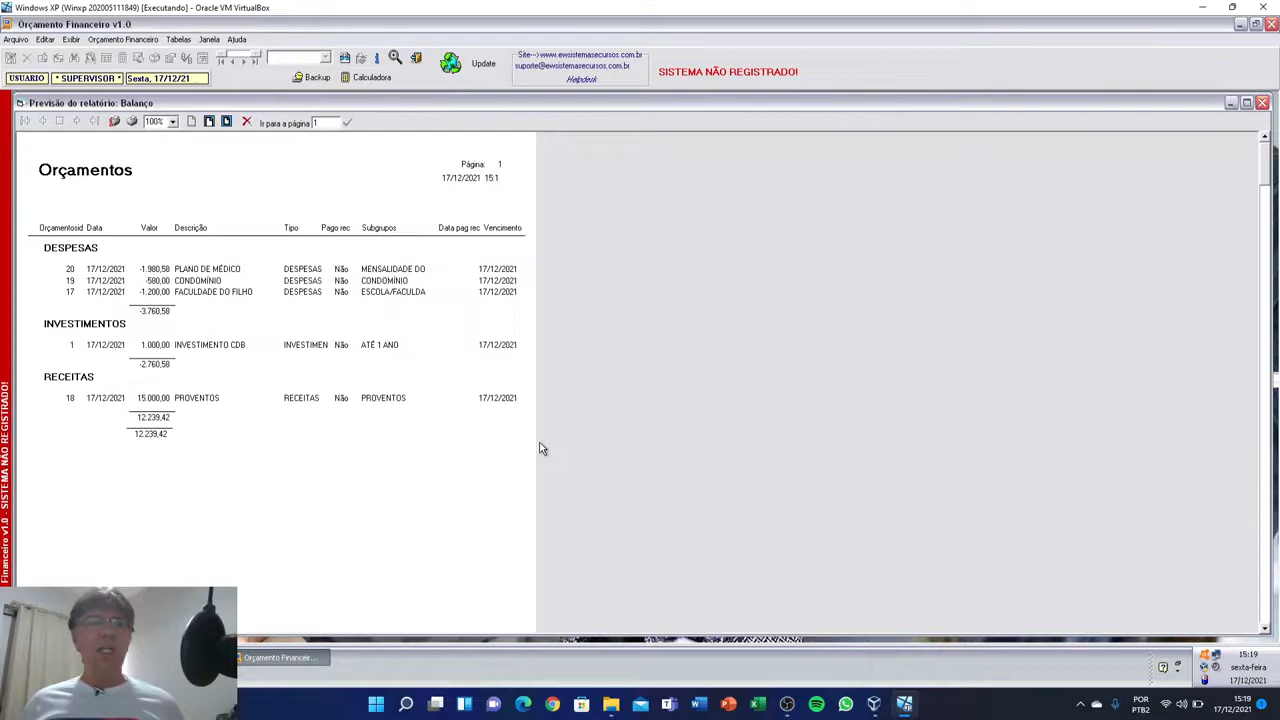 Windows XP (Winxp 202005111849) [Executando] - Oracle VM VirtualBox
Orçamento Financeiro v1.0
Arquivo Editar Exibir Orçamento Financeiro Tabelas Janela Ajuda
Backup Calculadora
Update
Site--->www.ewsistemasecursos.com.br
suporte@ewsistemasecursos.com.br
Helpdesk
SISTEMA NÃO REGISTRADO!
USUARIO * SUPERVISOR * Sexta, 17/12/21
Previsão do relatório: Balanço
100% Ir para a página 1
Orçamentos
Página: 1
17/12/2021 15:1
Orçamentosid Data Valor Descrição Tipo Pago rec Subgrupos Data pag rec Vencimento
DESPESAS
20 17/12/2021 -1.980,58 PLANO DE MÉDICO DESPESAS Não MENSALIDADE DO 17/12/2021
19 17/12/2021 -580,00 CONDOMÍNIO DESPESAS Não CONDOMÍNIO 17/12/2021
17 17/12/2021 -1.200,00 FACULDADE DO FILHO DESPESAS Não ESCOLA/FACULDA 17/12/2021
-3.760,58
INVESTIMENTOS
1 17/12/2021 1.000,00 INVESTIMENTO CDB INVESTIMEN Não ATÉ 1 ANO 17/12/2021
-2.760,58
RECEITAS
18 17/12/2021 15.000,00 PROVENTOS RECEITAS Não PROVENTOS 17/12/2021
12.239,42
12.239,42
Financeiro v1.0 - SISTEMA NÃO REGISTRADO!
Orçamento Financeir...
15:19
sexta-feira
17/12/2021
POR
PTB2
15:19
17/12/2021